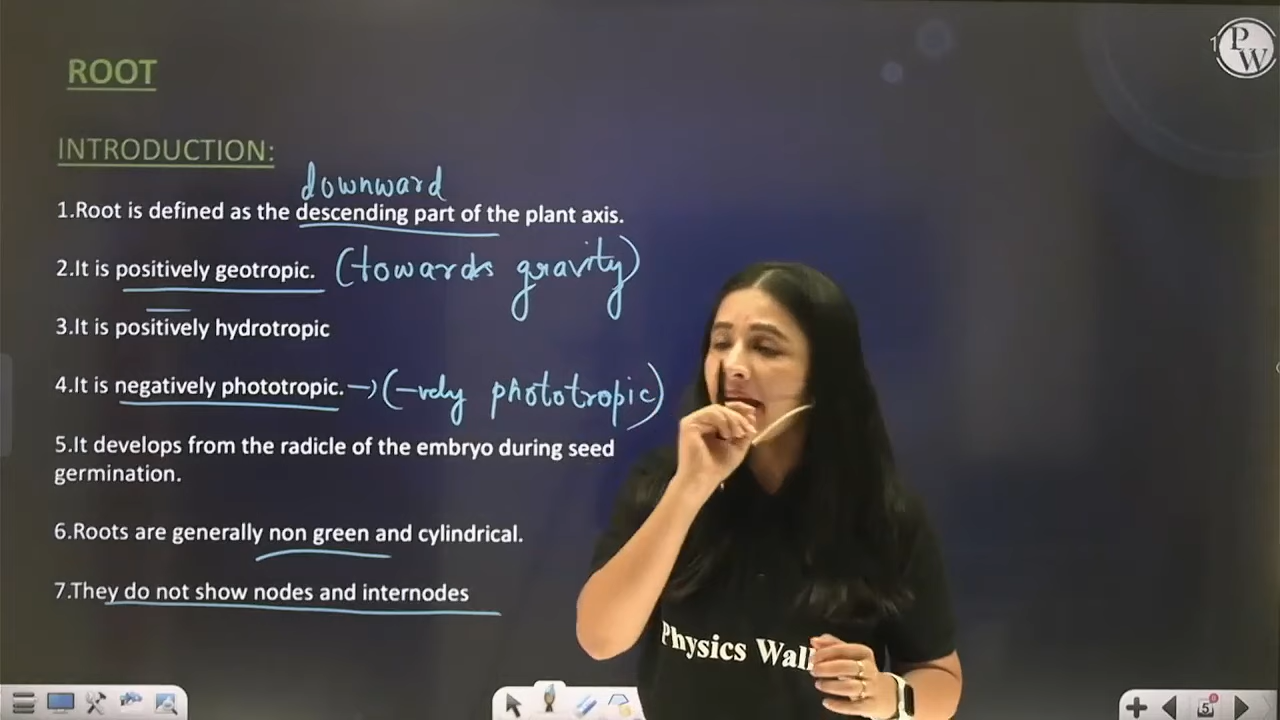 ROOT
INTRODUCTION:
downward
1.Root is defined as the descending part of the plant axis.
2.It is positively geotropic. (towards gravity)
3.It is positively hydrotropic
4.It is negatively phototropic. → (-vely phototropic)
5.It develops from the radicle of the embryo during seed
germination.
6.Roots are generally non green and cylindrical.
7.They do not show nodes and internodes
PW
Physics Wall
5